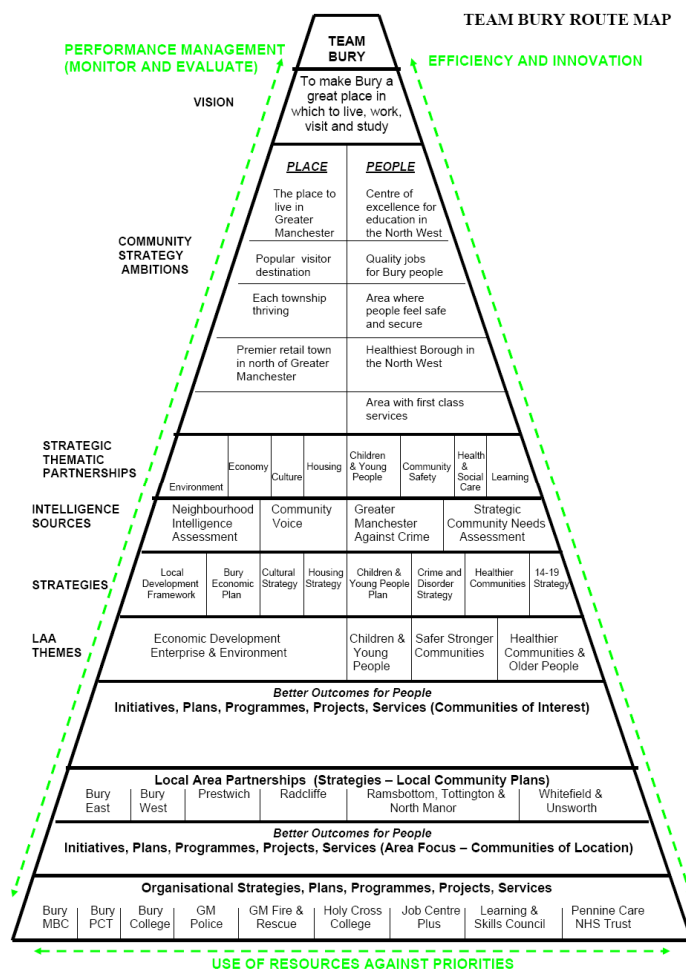 TEAM BURY ROUTE MAP
PERFORMANCE MANAGEMENT
(MONITOR AND EVALUATE)
EFFICIENCY AND INNOVATION
TEAM
BURY
VISION
To make Bury a
great place in
which to live, work,
visit and study
COMMUNITY
STRATEGY
AMBITIONS
PLACE
The place to
live in
Greater
Manchester
Popular visitor
destination
Each township
thriving
Premier retail town
in north of Greater
Manchester
PEOPLE
Centre of
excellence for
education in
the North West
Quality jobs
for Bury people
Area where
people feel safe
and secure
Healthiest Borough in
the North West
Area with first class
services
STRATEGIC
THEMATIC
PARTNERSHIPS
Environment
Economy
Culture
Housing
Children
& Young
People
Community
Safety
Health
&
Social
Care
Learning
INTELLIGENCE
SOURCES
Neighbourhood
Intelligence
Assessment
Community
Voice
Greater
Manchester
Against Crime
Strategic
Community Needs
Assessment
STRATEGIES
Local
Development
Framework
Bury
Economic
Plan
Cultural
Strategy
Housing
Strategy
Children &
Young People
Plan
Crime and
Disorder
Strategy
Healthier
Communities
14-19
Strategy
LAA
THEMES
Economic Development
Enterprise & Environment
Children &
Young
People
Safer Stronger
Communities
Healthier
Communities &
Older People
Better Outcomes for People
Initiatives, Plans, Programmes, Projects, Services (Communities of Interest)
Local Area Partnerships (Strategies – Local Community Plans)
Bury
East
Bury
West
Prestwich
Radcliffe
Ramsbottom, Tottington &
North Manor
Whitefield &
Unsworth
Better Outcomes for People
Initiatives, Plans, Programmes, Projects, Services (Area Focus – Communities of Location)
Organisational Strategies, Plans, Programmes, Projects, Services
Bury
MBC
Bury
PCT
Bury
College
GM
Police
GM Fire &
Rescue
Holy Cross
College
Job Centre
Plus
Learning &
Skills Council
Pennine Care
NHS Trust
USE OF RESOURCES AGAINST PRIORITIES